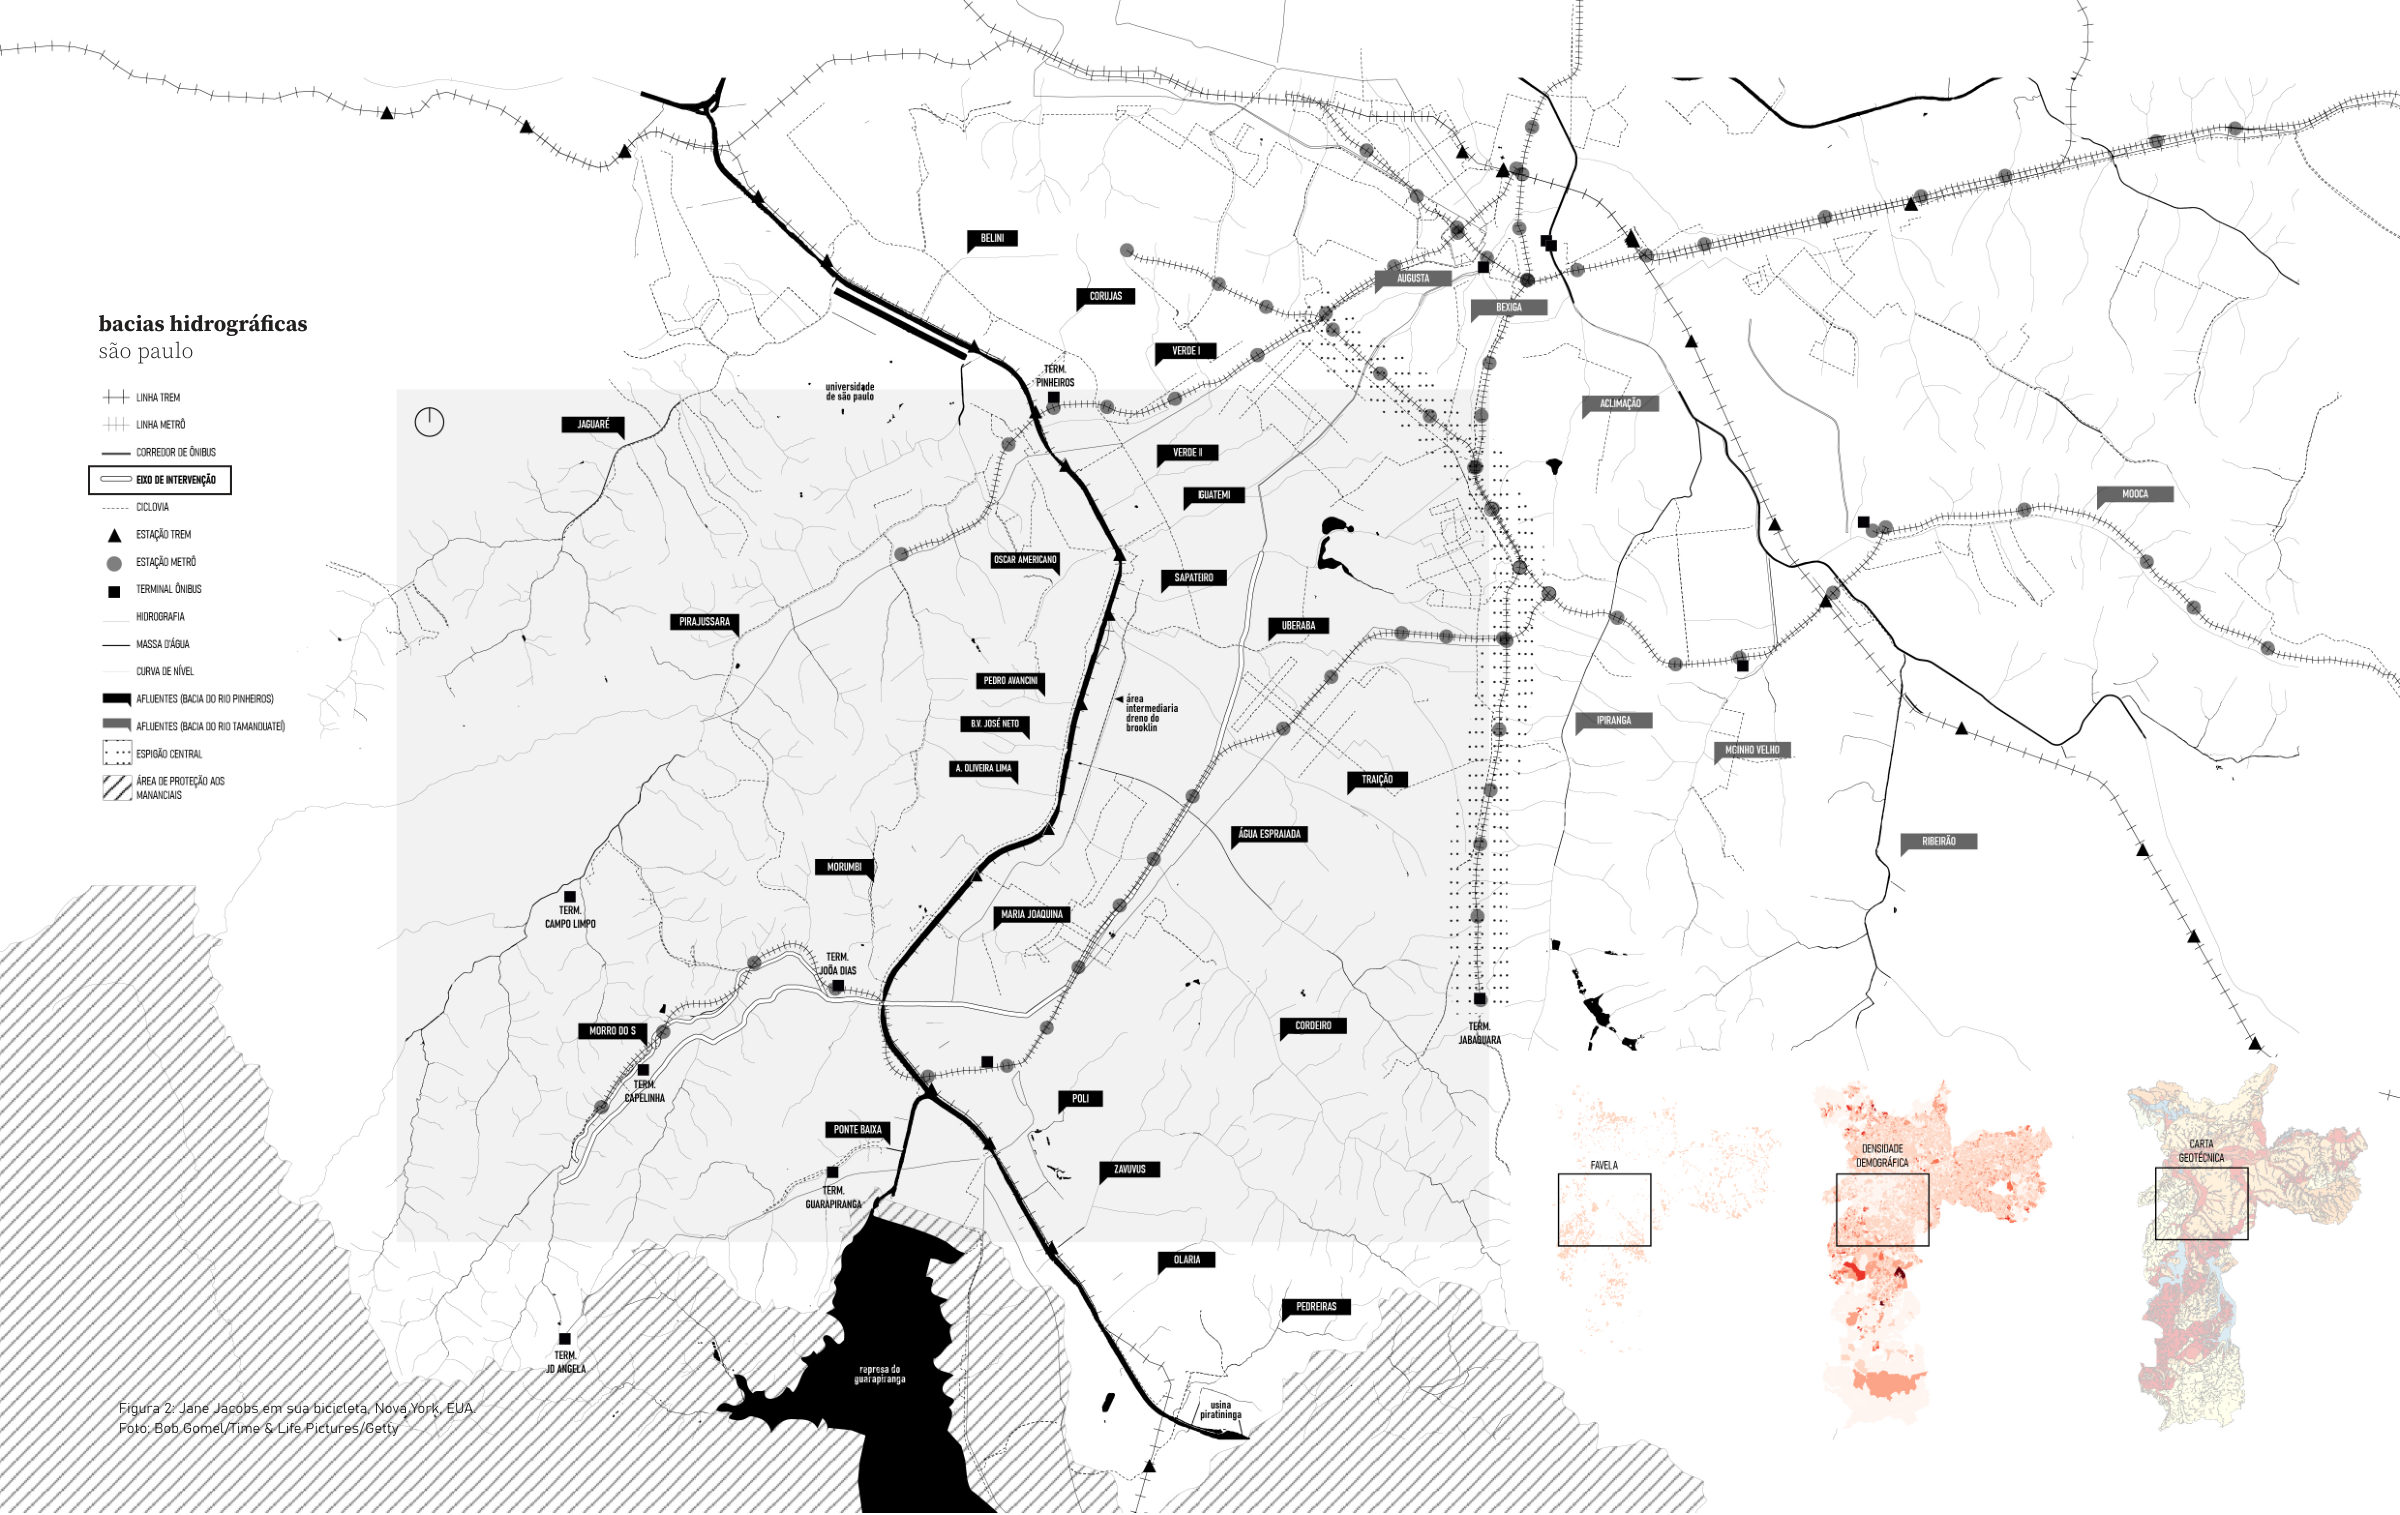 bacias hidrográficas
são paulo
LINHA TREM
LINHA METRÔ
CORREDOR DE ÔNIBUS
EIXO DE INTERVENÇÃO
CICLOVIA
ESTAÇÃO TREM
ESTAÇÃO METRÔ
TERMINAL ÔNIBUS
HIDROGRAFIA
MASSA D'ÁGUA
CURVA DE NÍVEL
AFLUENTES (BACIA DO RIO PINHEIROS)
AFLUENTES (BACIA DO RIO TAMANDUATEÍ)
ESPIGÃO CENTRAL
ÁREA DE PROTEÇÃO AOS
MANANCIAIS
BELINI
CORUJAS
AUGUSTA
BEXIGA
VERDE I
TERM.
PINHEIROS
universidade
de são paulo
JAGUARÉ
ACLIMAÇÃO
VERDE II
IGUATEMI
MOOCA
OSCAR AMERICANO
SAPATEIRO
PIRAJUSSARA
UBERABA
PEDRO AVANCINI
área
intermediaria
dreno do
brooklin
B.V. JOSÉ NETO
IPIRANGA
MOINHO VELHO
A. OLIVEIRA LIMA
TRAIÇÃO
ÁGUA ESPRAIADA
RIBEIRÃO
MORUMBI
TERM.
CAMPO LIMPO
MARIA JOAQUINA
TERM.
JOÕA DIAS
MORRO DO S
CORDEIRO
TERM.
JABAQUARA
TERM.
CAPELINHA
POLI
PONTE BAIXA
ZAVUVUS
TERM.
GUARAPIRANGA
FAVELA
DENSIDADE
DEMOGRÁFICA
CARTA
GEOTÉCNICA
OLARIA
PEDREIRAS
TERM.
JD ANGELA
represa do
guarapiranga
usina
piratininga
Figura 2: Jane Jacobs em sua bicicleta, Nova York, EUA.
Foto: Bob Gomel/Time & Life Pictures/Getty